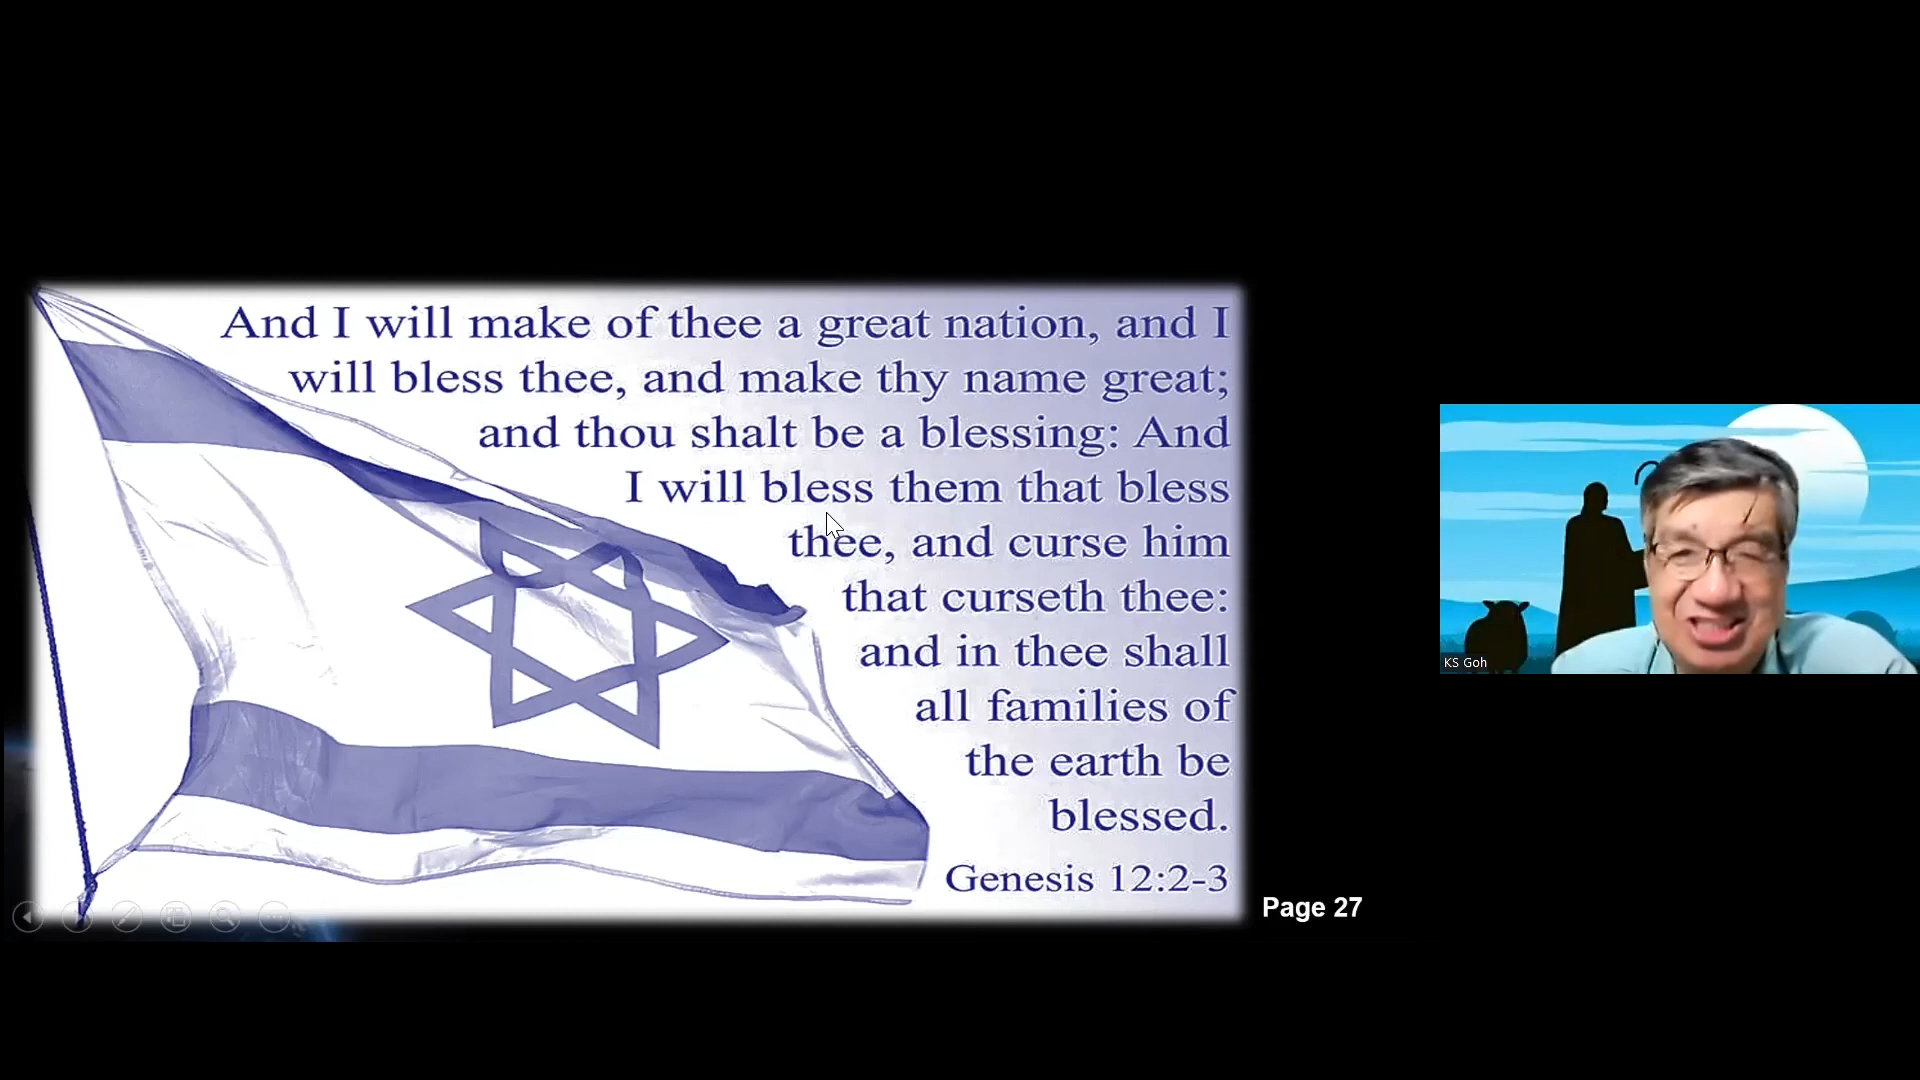 And I will make of thee a great nation, and I
will bless thee, and make thy name great;
and thou shalt be a blessing: And
I will bless them that bless
thee, and curse him
that curseth thee:
and in thee shall
all families of
the earth be
blessed.
Genesis 12:2-3
Page 27
KS Goh